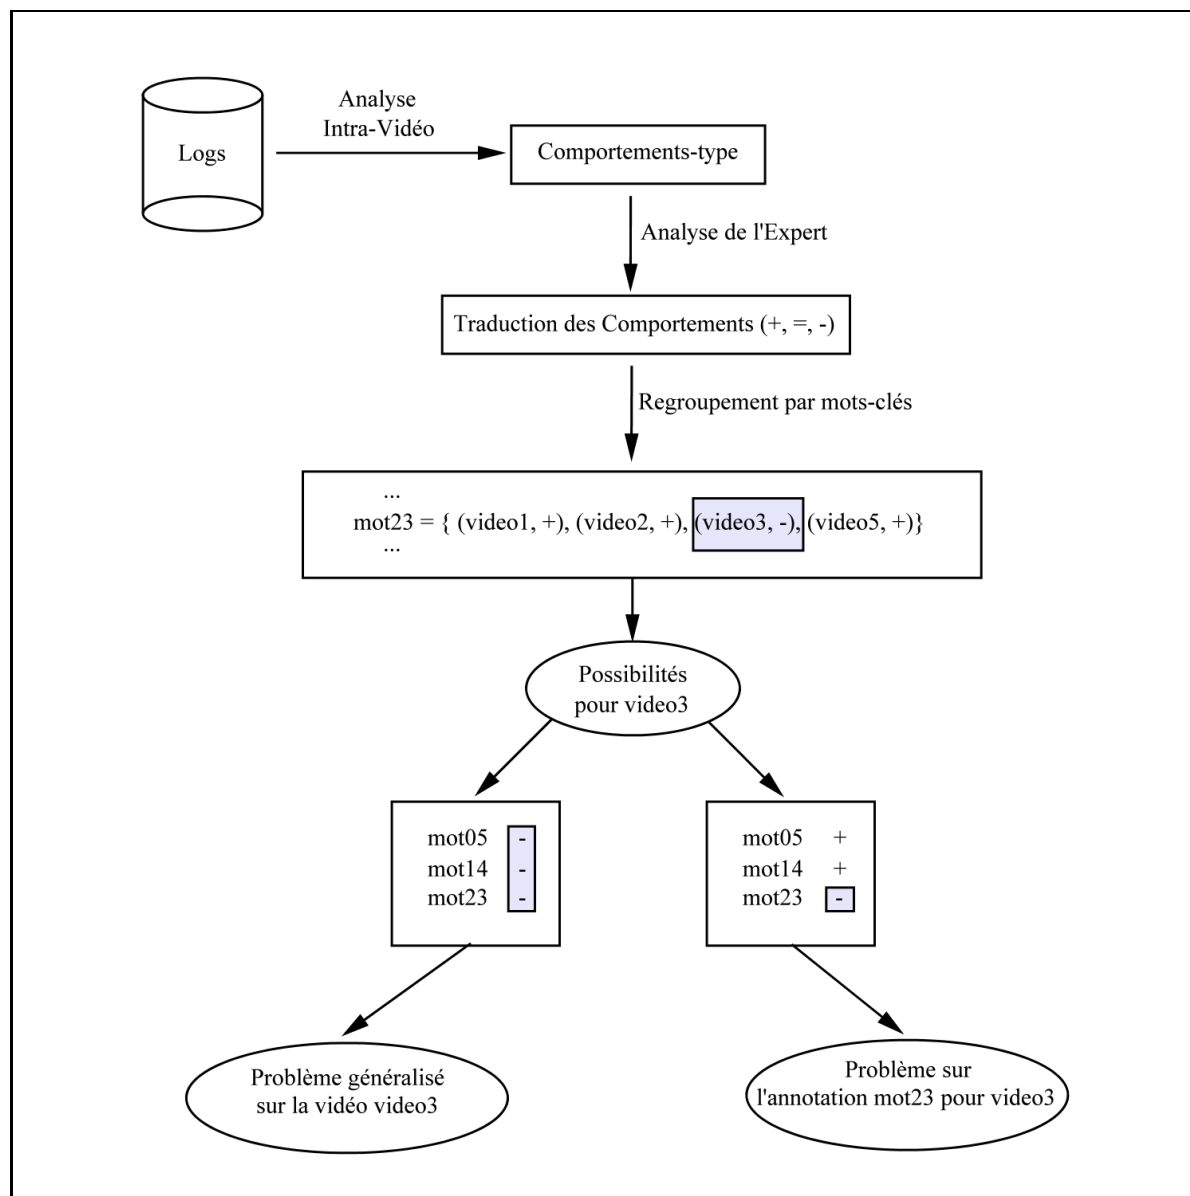 Analyse
Intra-Vidéo
Logs
Comportements-type
Analyse de l'Expert
Traduction des Comportements (+, =, -)
Regroupement par mots-clés
...
mot23 = { (video1, +), (video2, +), (video3, -), (video5, +)}
...
Possibilités
pour video3
mot05 -
mot14 -
mot23 -
mot05 +
mot14 +
mot23 -
Problème généralisé
sur la vidéo video3
Problème sur
l'annotation mot23 pour video3